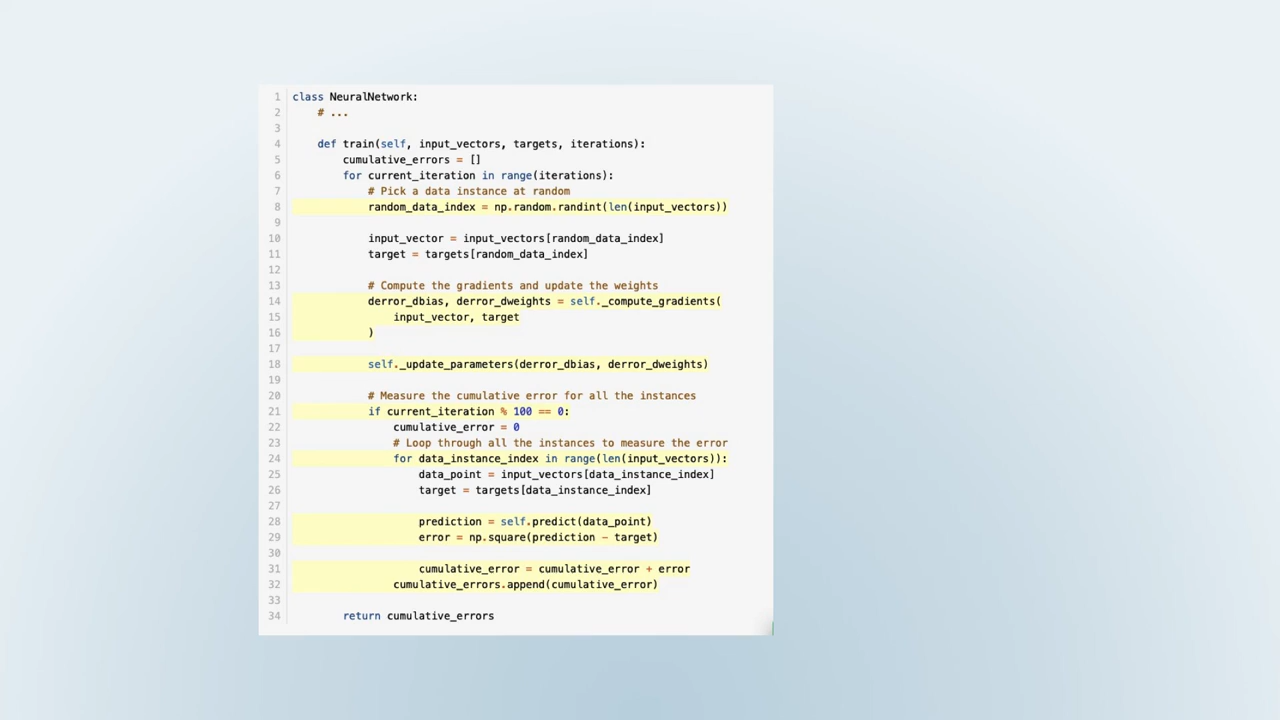 1 class NeuralNetwork:
2     # ...
3
4     def train(self, input_vectors, targets, iterations):
5         cumulative_errors = []
6         for current_iteration in range(iterations):
7             # Pick a data instance at random
8             random_data_index = np.random.randint(len(input_vectors))
9
10             input_vector = input_vectors[random_data_index]
11             target = targets[random_data_index]
12
13             # Compute the gradients and update the weights
14             derror_dbias, derror_dweights = self._compute_gradients(
15                 input_vector, target
16             )
17
18             self._update_parameters(derror_dbias, derror_dweights)
19
20             # Measure the cumulative error for all the instances
21             if current_iteration % 100 == 0:
22                 cumulative_error = 0
23                 # Loop through all the instances to measure the error
24                 for data_instance_index in range(len(input_vectors)):
25                     data_point = input_vectors[data_instance_index]
26                     target = targets[data_instance_index]
27
28                     prediction = self.predict(data_point)
29                     error = np.square(prediction - target)
30
31                     cumulative_error = cumulative_error + error
32                 cumulative_errors.append(cumulative_error)
33
34         return cumulative_errors